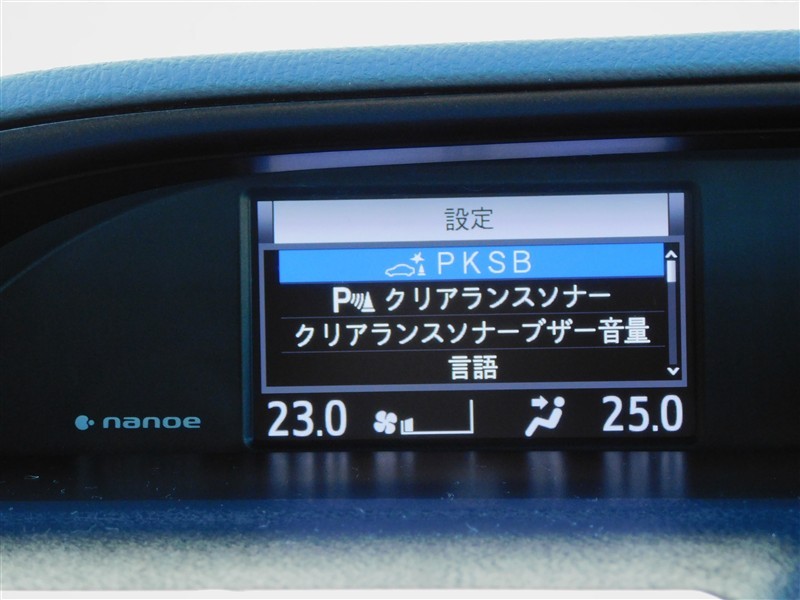 設定
PKSB
P クリアランスソナー
クリアランスソナーブザー音量
言語
23.0 25.0
nanoe